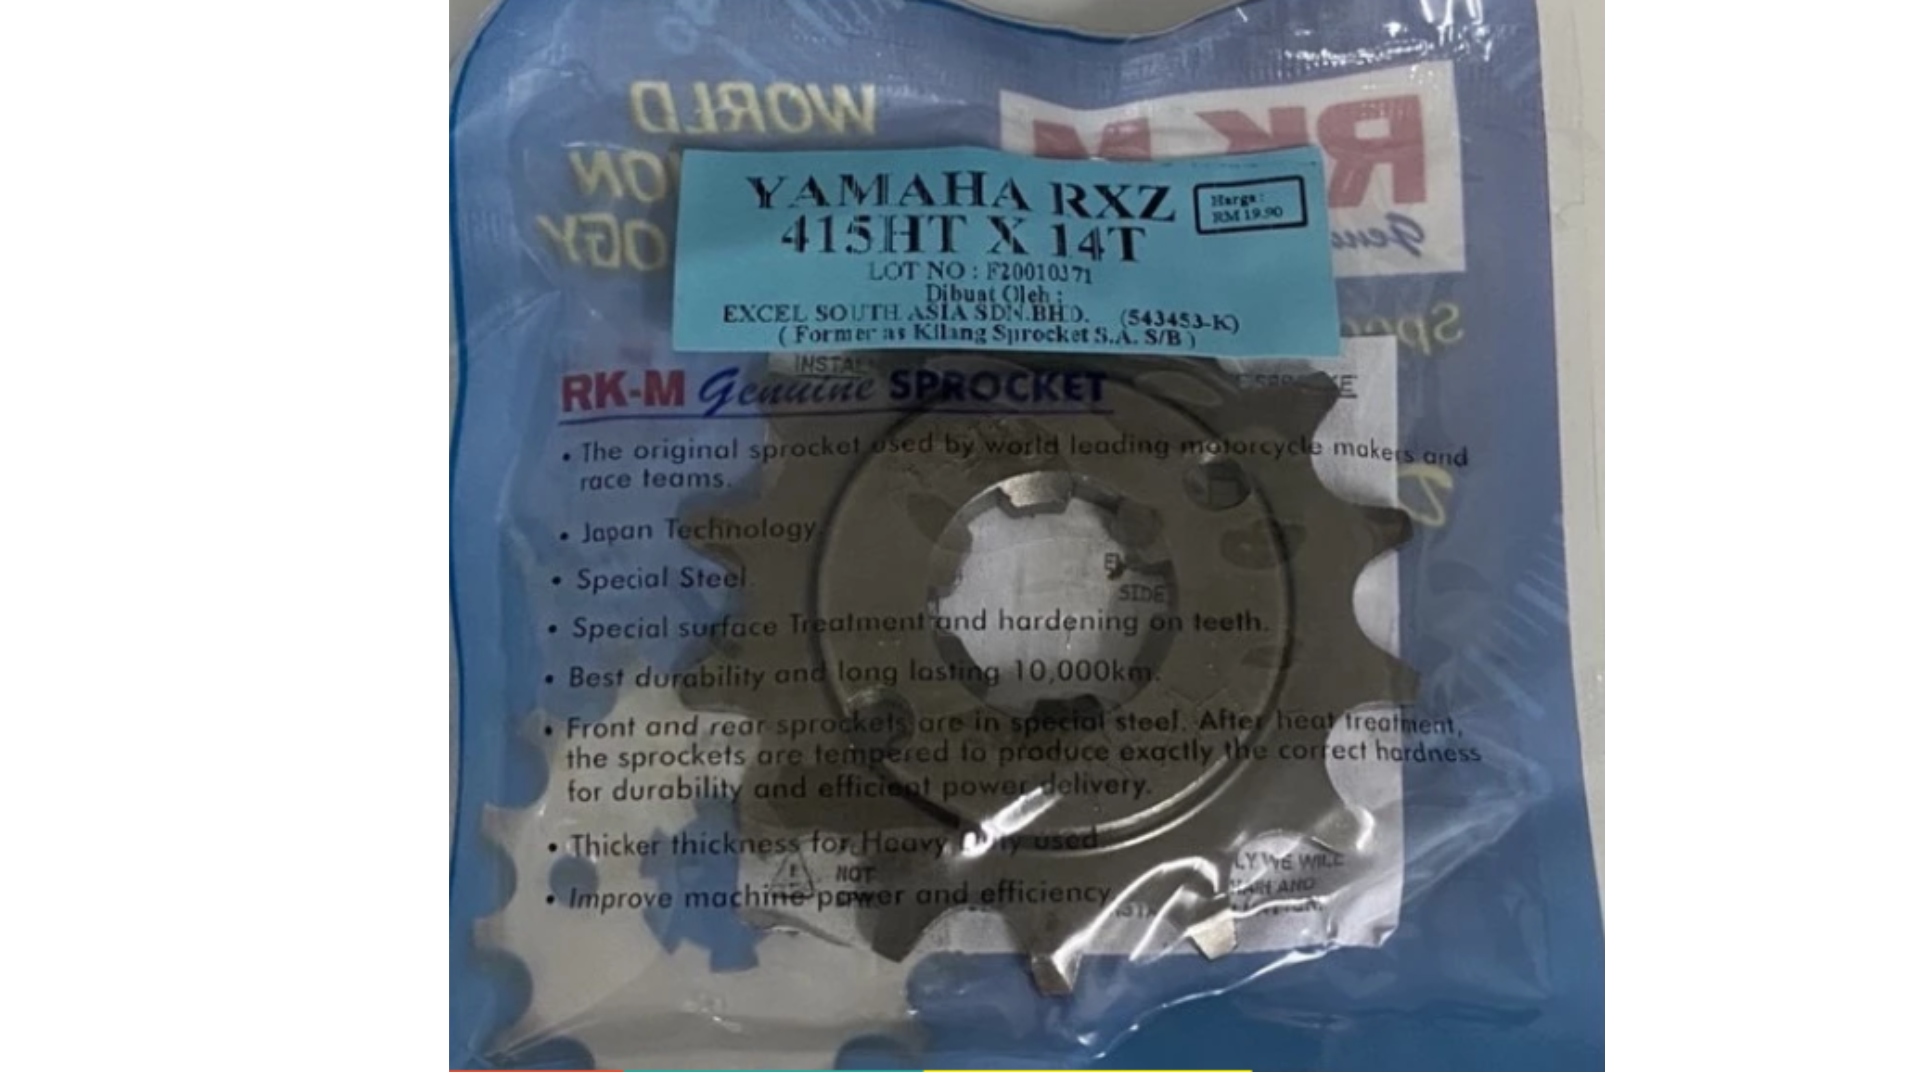 WORLD
RK-M
YAMAHA RXZ
Harga :
RM 19.90
415HT X 14T
LOT NO : F20010371
Dibuat Oleh :
EXCEL SOUTH ASIA SDN.BHD. (543453-K)
( Former as Kilang Sprocket S.A. S/B )
RK-M Genuine SPROCKET
• The original sprocket used by world leading motorcycle makers and
race teams.
• Japan Technology
• Special Steel
SIDE
• Special surface Treatment and hardening on teeth.
• Best durability and long lasting 10,000km.
• Front and rear sprockets are in special steel. After heat treatment,
the sprockets are tempered to produce exactly the correct hardness
for durability and efficient power delivery.
• Thicker thickness for Heavy Duty used
NOT
LY WE WILL
• Improve machine power and efficiency